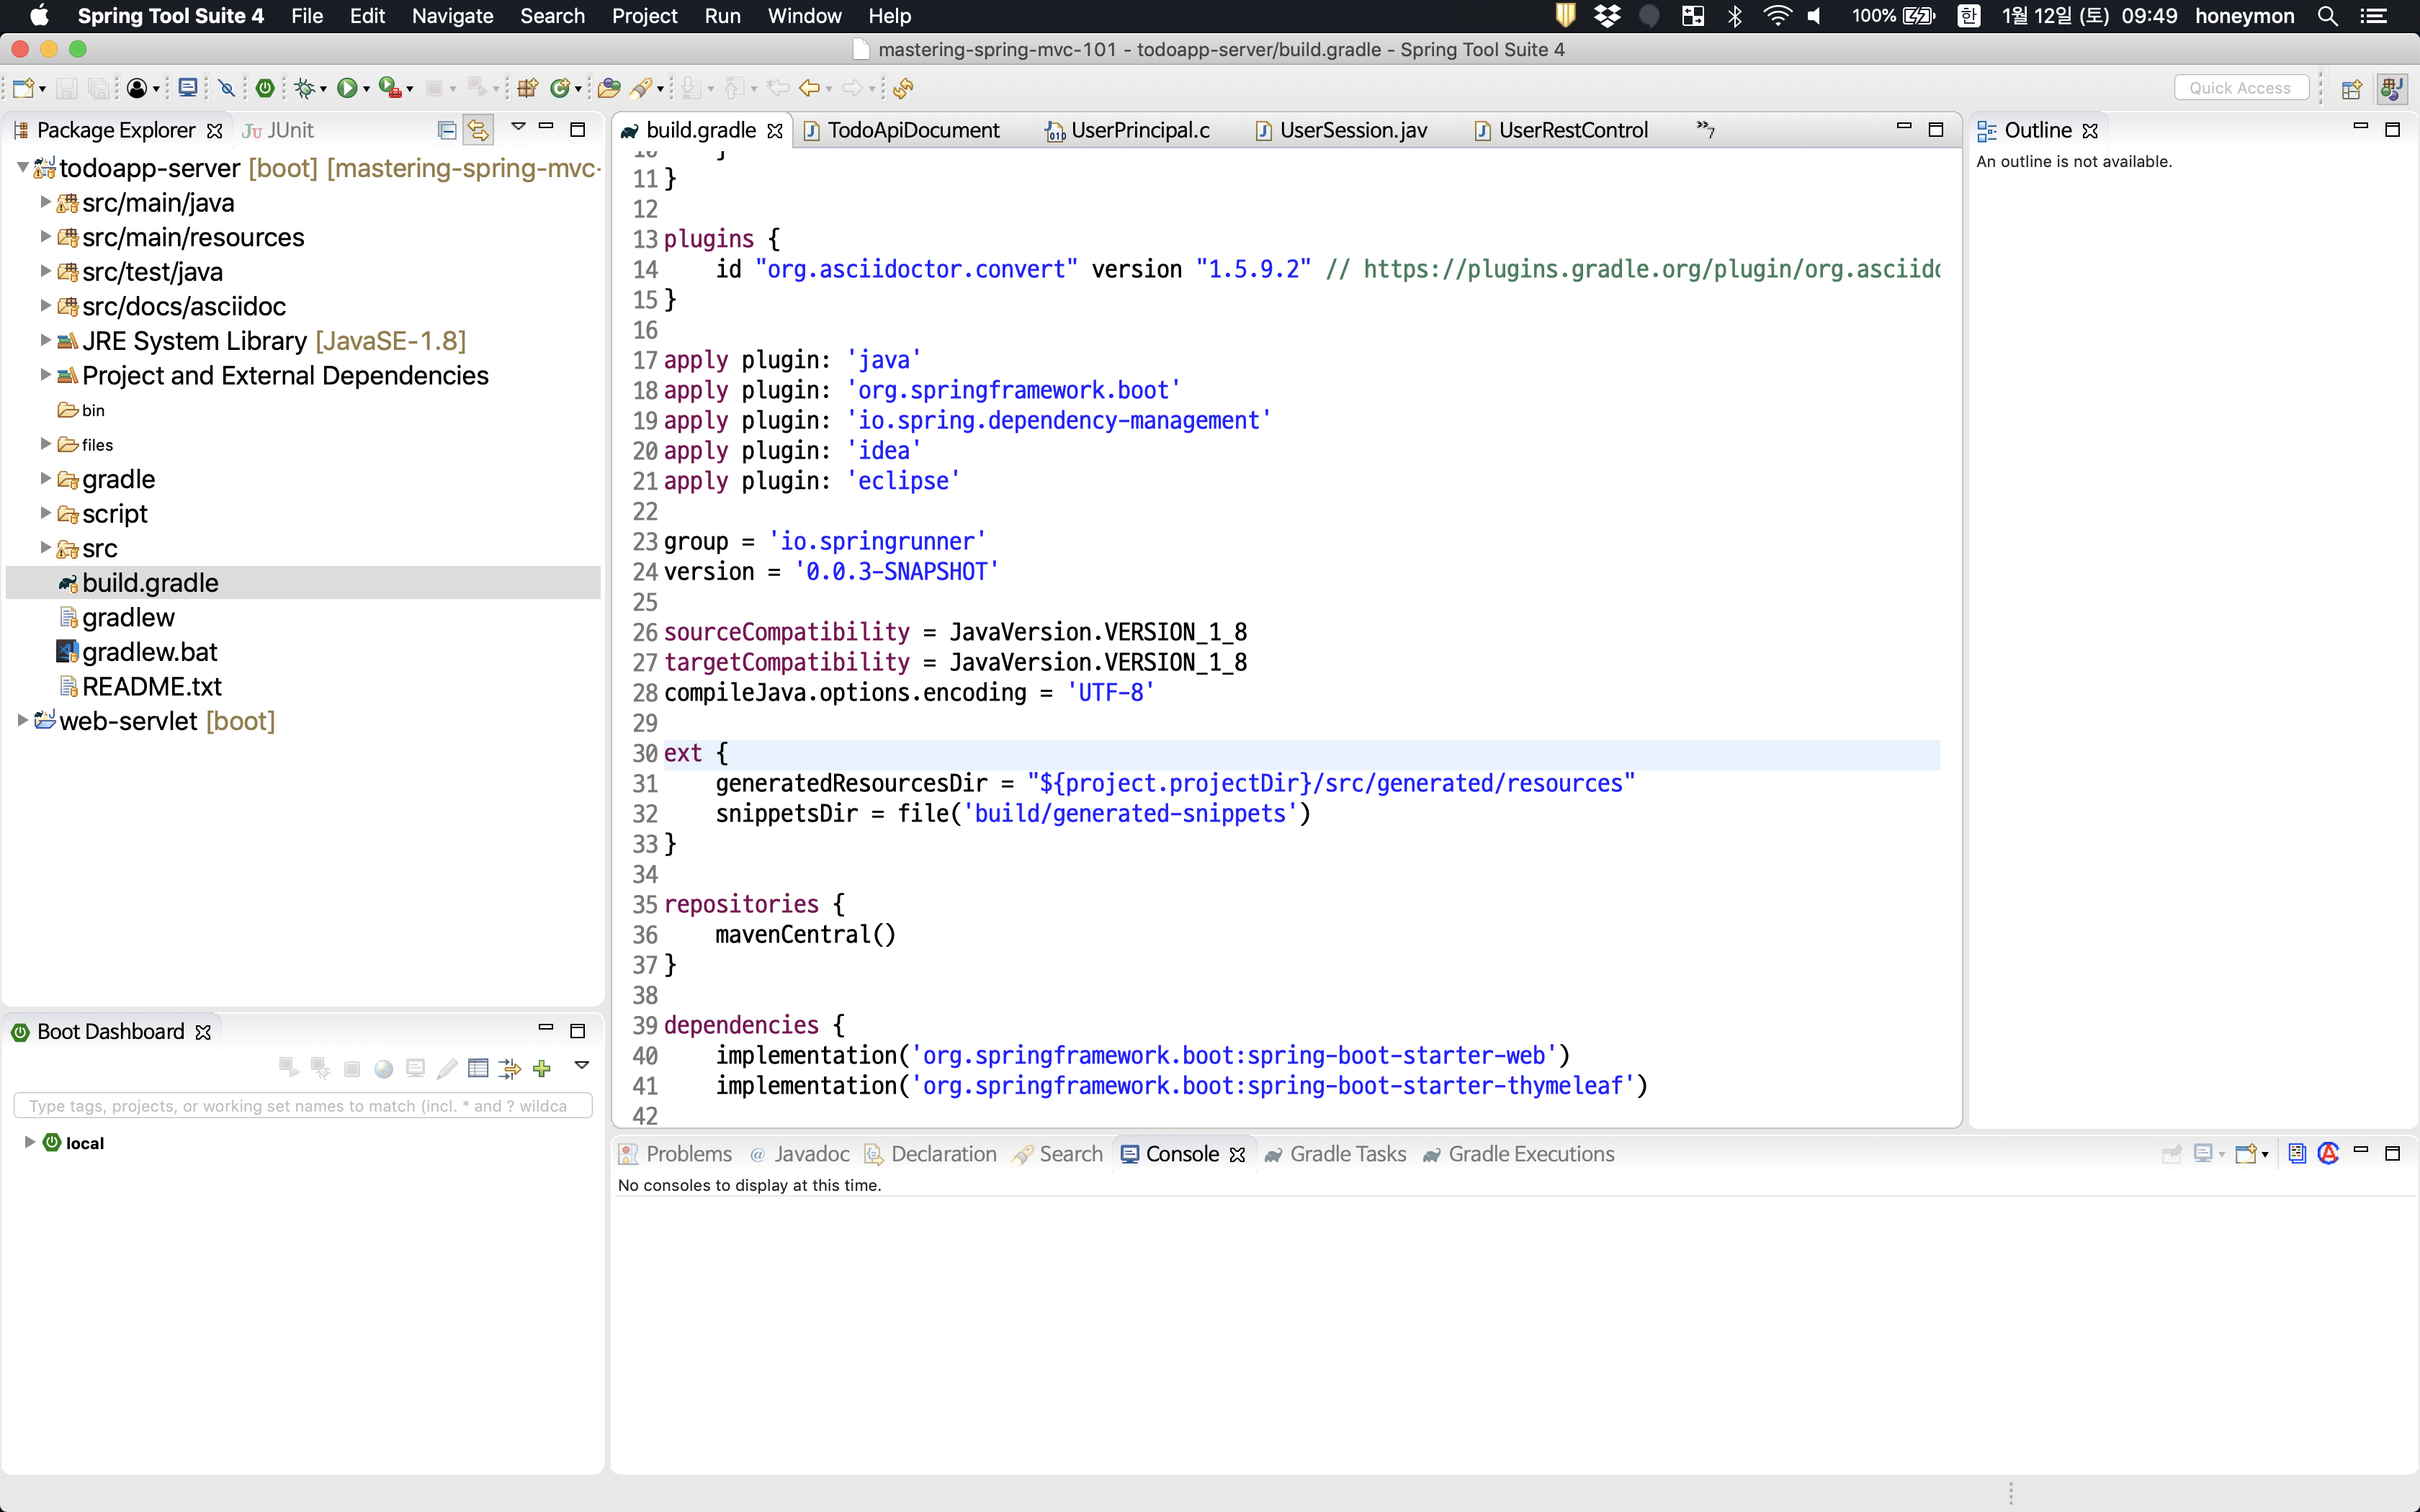 Spring Tool Suite 4 File Edit Navigate Search Project Run Window Help 100% 한 1월 12일 (토) 09:49 honeymon
mastering-spring-mvc-101 - todoapp-server/build.gradle - Spring Tool Suite 4
Quick Access
Package Explorer JUnit
todoapp-server [boot] [mastering-spring-mvc-
src/main/java
src/main/resources
src/test/java
src/docs/asciidoc
JRE System Library [JavaSE-1.8]
Project and External Dependencies
bin
files
gradle
script
src
build.gradle
gradlew
gradlew.bat
README.txt
web-servlet [boot]
Boot Dashboard
Type tags, projects, or working set names to match (incl. * and ? wildca
local
build.gradle TodoApiDocument UserPrincipal.c UserSession.jav UserRestControl »7
11 }
12
13 plugins {
14 id "org.asciidoctor.convert" version "1.5.9.2" // https://plugins.gradle.org/plugin/org.asciid
15 }
16
17 apply plugin: 'java'
18 apply plugin: 'org.springframework.boot'
19 apply plugin: 'io.spring.dependency-management'
20 apply plugin: 'idea'
21 apply plugin: 'eclipse'
22
23 group = 'io.springrunner'
24 version = '0.0.3-SNAPSHOT'
25
26 sourceCompatibility = JavaVersion.VERSION_1_8
27 targetCompatibility = JavaVersion.VERSION_1_8
28 compileJava.options.encoding = 'UTF-8'
29
30 ext {
31 generatedResourcesDir = "${project.projectDir}/src/generated/resources"
32 snippetsDir = file('build/generated-snippets')
33 }
34
35 repositories {
36 mavenCentral()
37 }
38
39 dependencies {
40 implementation('org.springframework.boot:spring-boot-starter-web')
41 implementation('org.springframework.boot:spring-boot-starter-thymeleaf')
42
Outline
An outline is not available.
Problems Javadoc Declaration Search Console Gradle Tasks Gradle Executions
No consoles to display at this time.